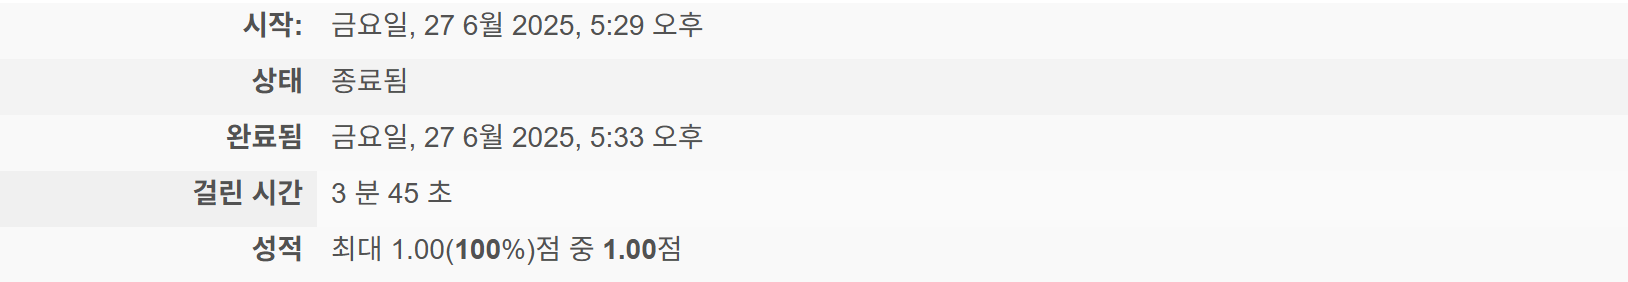 시작: 금요일, 27 6월 2025, 5:29 오후
상태 종료됨
완료됨 금요일, 27 6월 2025, 5:33 오후
걸린 시간 3 분 45 초
성적 최대 1.00(100%)점 중 1.00점